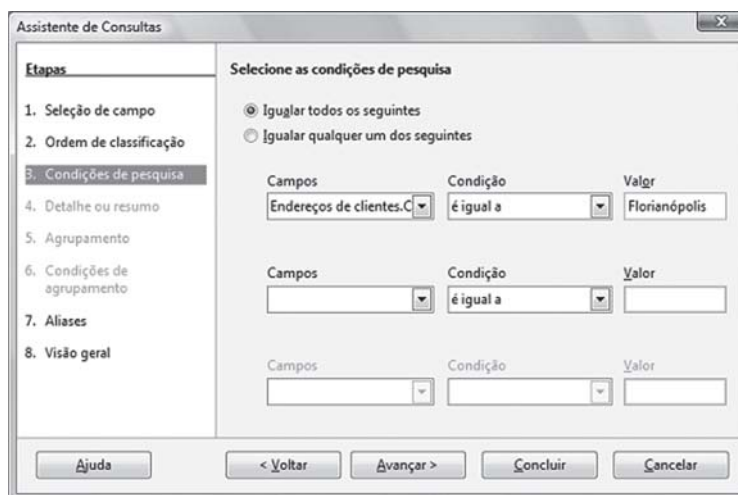 Assistente de Consultas
x
Etapas
1. Seleção de campo
2. Ordem de classificação
3. Condições de pesquisa
4. Detalhe ou resumo
5. Agrupamento
6. Condições de
agrupamento
7. Aliases
8. Visão geral
Selecione as condições de pesquisa
Igualar todos os seguintes
Igualar qualquer um dos seguintes
Campos Condição Valor
Endereços de clientes.C é igual a Florianópolis
Campos Condição Valor
é igual a
Campos Condição Valor
Ajuda < Voltar Avançar > Concluir Cancelar